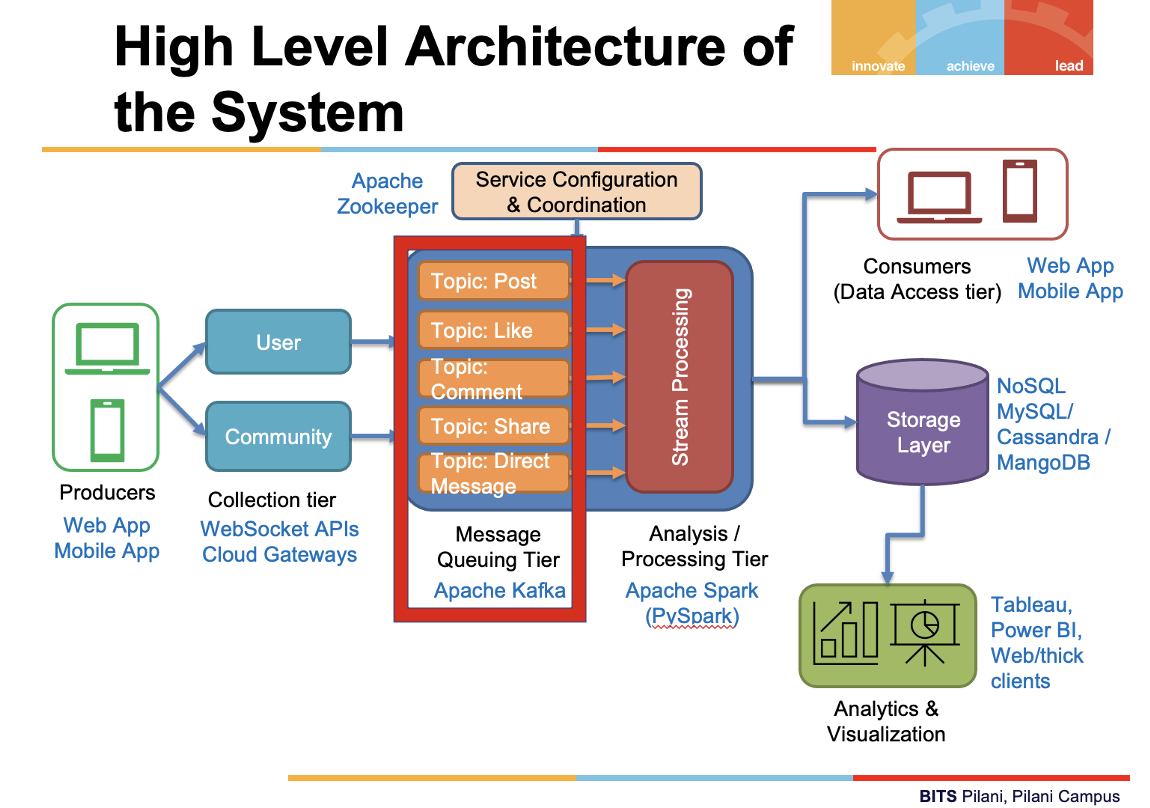 High Level Architecture of
the System
innovate
achieve
lead
Apache
Zookeeper
Service Configuration
& Coordination
Topic: Post
Topic: Like
Topic:
Comment
Topic: Share
Topic: Direct
Message
Stream Processing
User
Community
Producers
Web App
Mobile App
Collection tier
WebSocket APIs
Cloud Gateways
Message
Queuing Tier
Apache Kafka
Analysis /
Processing Tier
Apache Spark
(PySpark)
Consumers
(Data Access tier)
Web App
Mobile App
Storage
Layer
NoSQL
MySQL/
Cassandra /
MangoDB
Tableau,
Power BI,
Web/thick
clients
Analytics &
Visualization
BITS Pilani, Pilani Campus